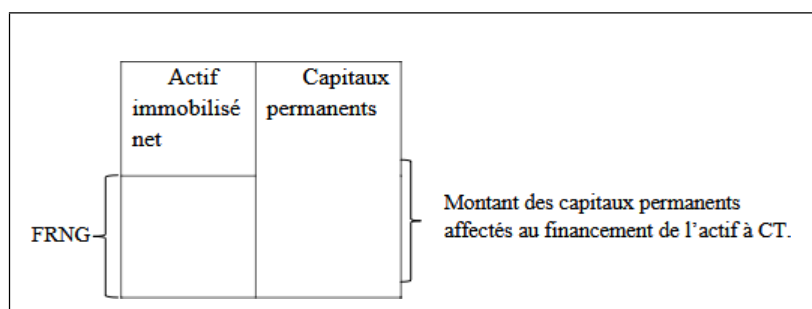 Actif
immobilisé
net
Capitaux
permanents
FRNG
Montant des capitaux permanents
affectés au financement de l'actif à CT.